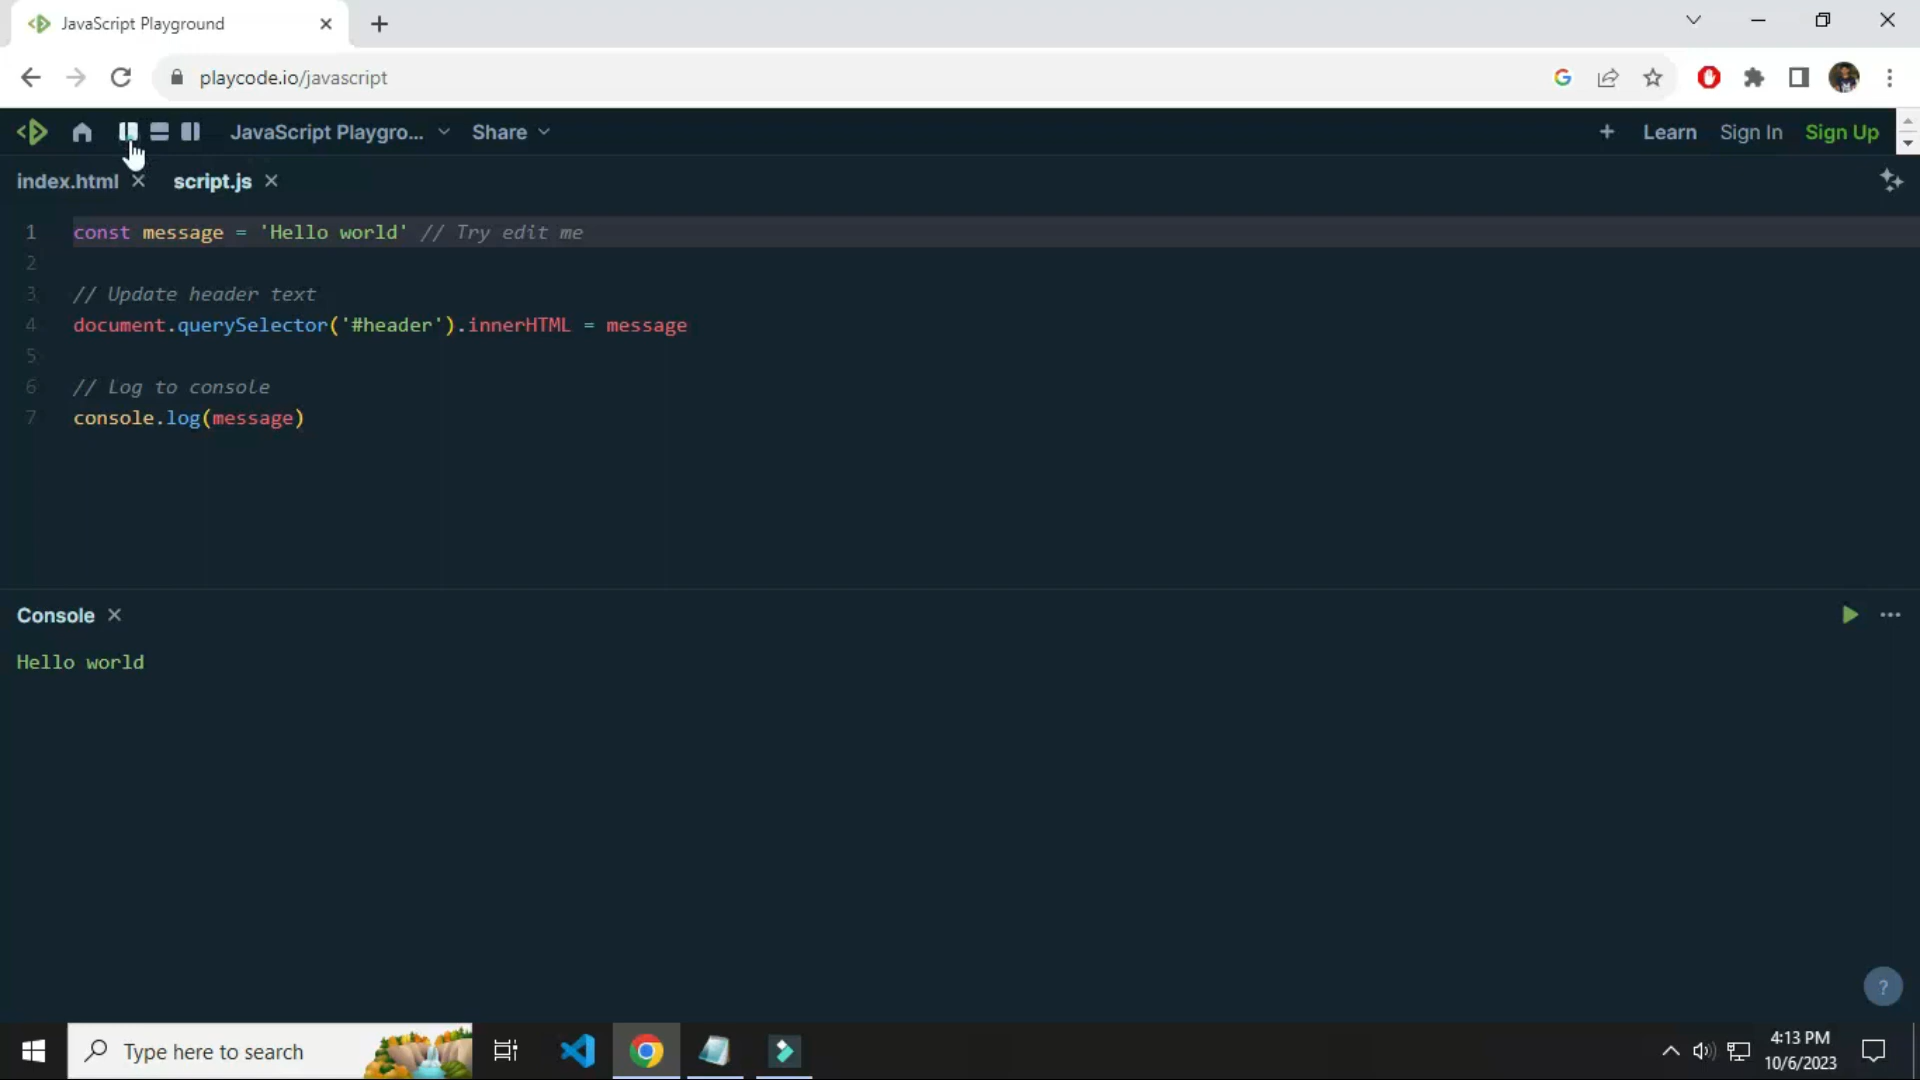 JavaScript Playground
playcode.io/javascript
JavaScript Playgro... Share + Learn Sign In Sign Up
index.html script.js
1 const message = 'Hello world' // Try edit me
2
3 // Update header text
4 document.querySelector('#header').innerHTML = message
5
6 // Log to console
7 console.log(message)
Console
Hello world
?
Type here to search
4:13 PM
10/6/2023